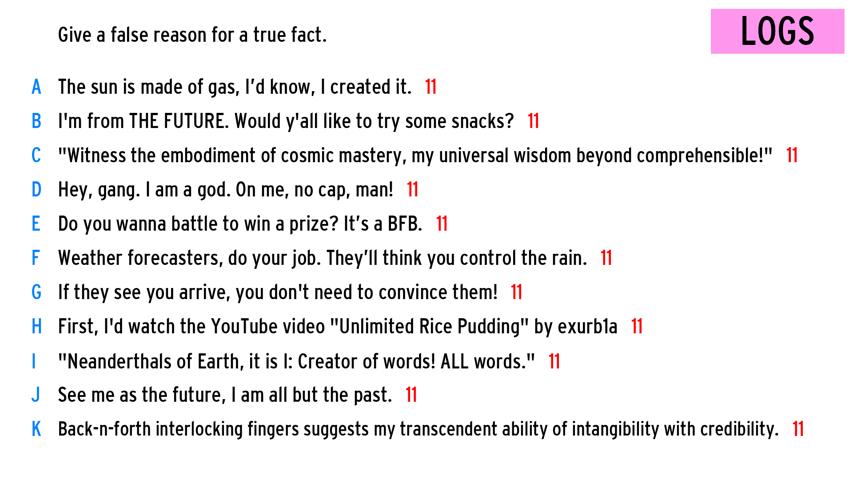 Give a false reason for a true fact.
LOGS
A The sun is made of gas, I'd know, I created it. 11
B I'm from THE FUTURE. Would y'all like to try some snacks? 11
C "Witness the embodiment of cosmic mastery, my universal wisdom beyond comprehensible!" 11
D Hey, gang. I am a god. On me, no cap, man! 11
E Do you wanna battle to win a prize? It's a BFB. 11
F Weather forecasters, do your job. They'll think you control the rain. 11
G If they see you arrive, you don't need to convince them! 11
H First, I'd watch the YouTube video "Unlimited Rice Pudding" by exurb1a 11
I "Neanderthals of Earth, it is I: Creator of words! ALL words." 11
J See me as the future, I am all but the past. 11
K Back-n-forth interlocking fingers suggests my transcendent ability of intangibility with credibility. 11